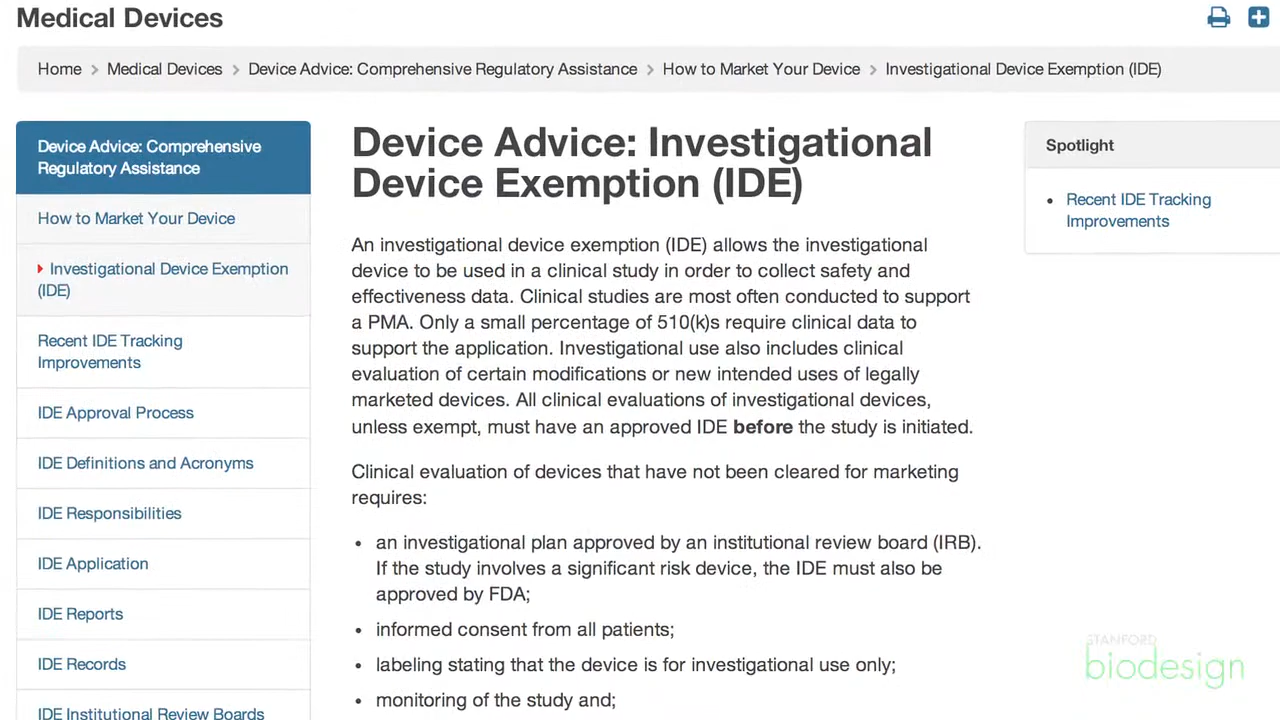 Medical Devices
Home > Medical Devices > Device Advice: Comprehensive Regulatory Assistance > How to Market Your Device > Investigational Device Exemption (IDE)
Device Advice: Comprehensive
Regulatory Assistance
How to Market Your Device
Investigational Device Exemption
(IDE)
Recent IDE Tracking
Improvements
IDE Approval Process
IDE Definitions and Acronyms
IDE Responsibilities
IDE Application
IDE Reports
IDE Records
IDE Institutional Review Boards
Device Advice: Investigational
Device Exemption (IDE)
An investigational device exemption (IDE) allows the investigational
device to be used in a clinical study in order to collect safety and
effectiveness data. Clinical studies are most often conducted to support
a PMA. Only a small percentage of 510(k)s require clinical data to
support the application. Investigational use also includes clinical
evaluation of certain modifications or new intended uses of legally
marketed devices. All clinical evaluations of investigational devices,
unless exempt, must have an approved IDE before the study is initiated.
Clinical evaluation of devices that have not been cleared for marketing
requires:
• an investigational plan approved by an institutional review board (IRB).
If the study involves a significant risk device, the IDE must also be
approved by FDA;
• informed consent from all patients;
• labeling stating that the device is for investigational use only;
• monitoring of the study and;
Spotlight
• Recent IDE Tracking
Improvements
STANFORD
biodesign